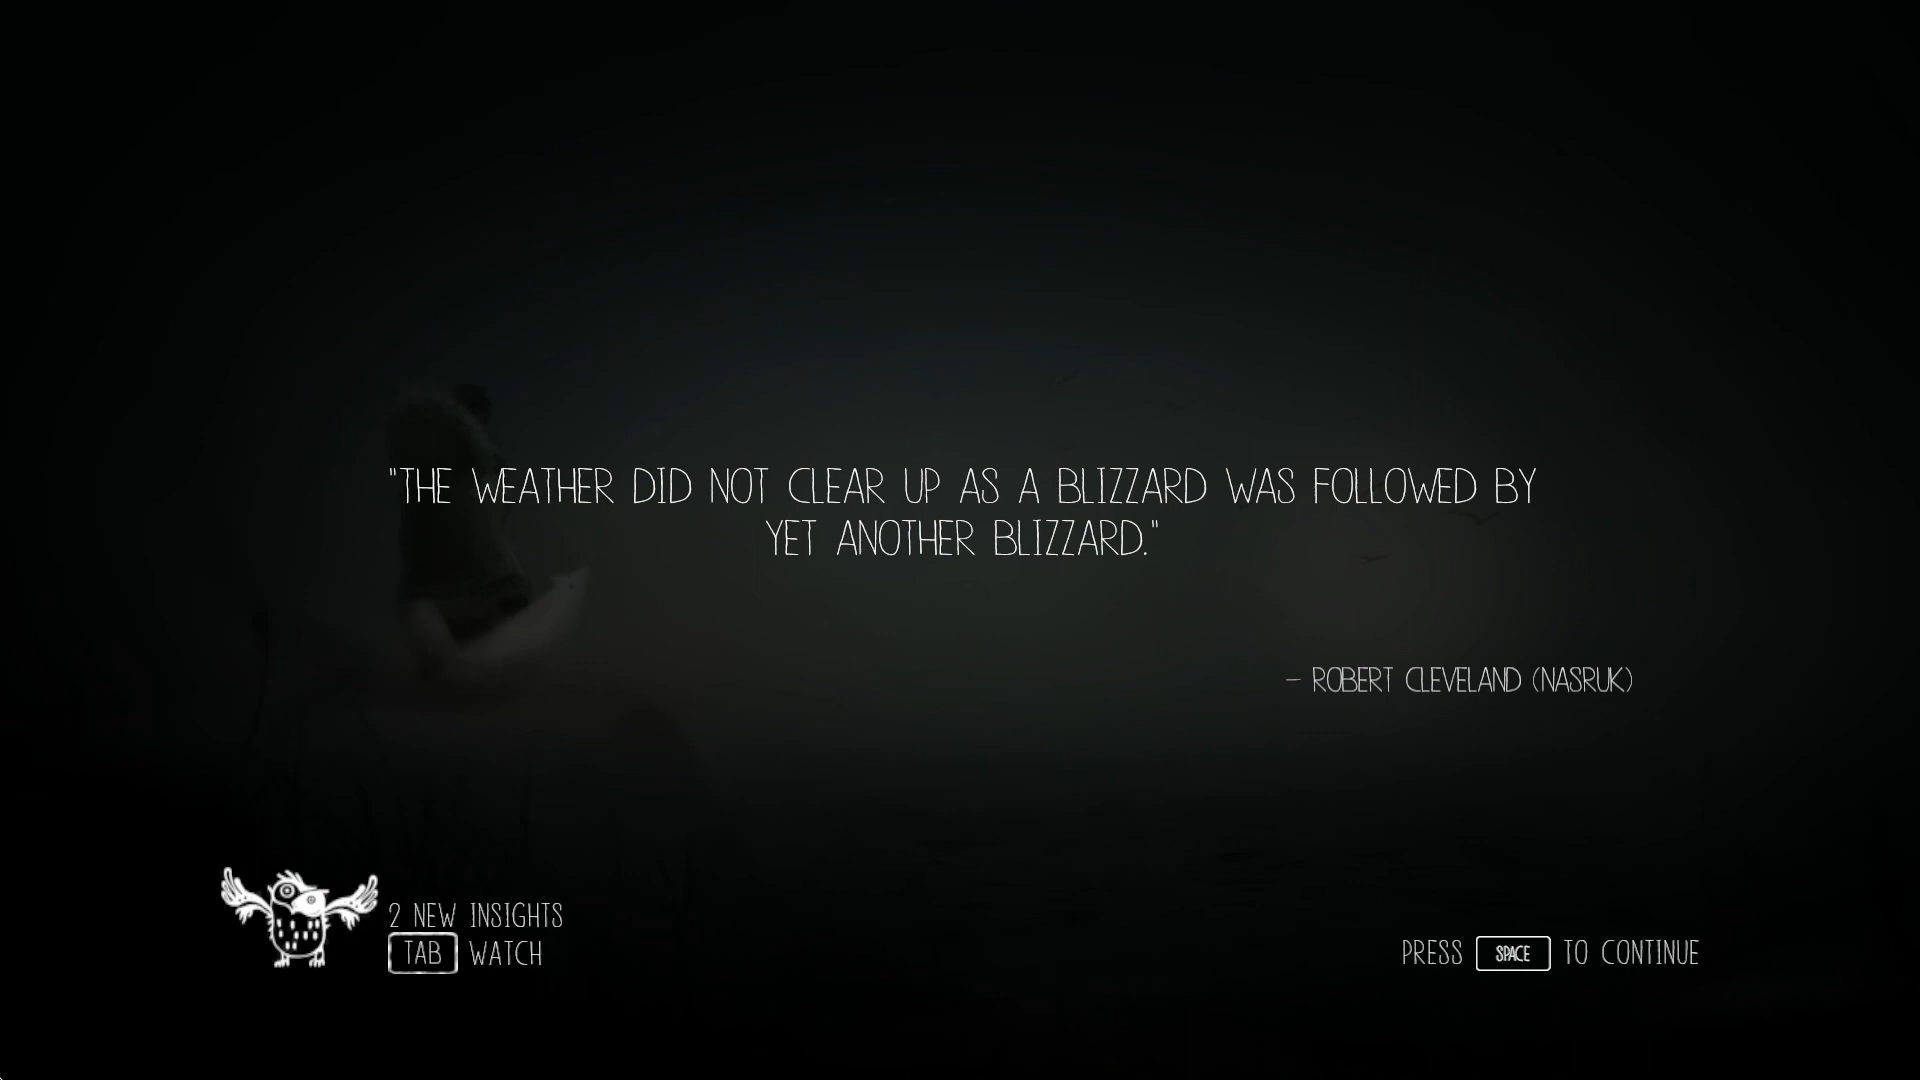 "THE WEATHER DID NOT CLEAR UP AS A BLIZZARD WAS FOLLOWED BY
YET ANOTHER BLIZZARD."
– ROBERT CLEVELAND (NASRUK)
2 NEW INSIGHTS
TAB WATCH
PRESS SPACE TO CONTINUE